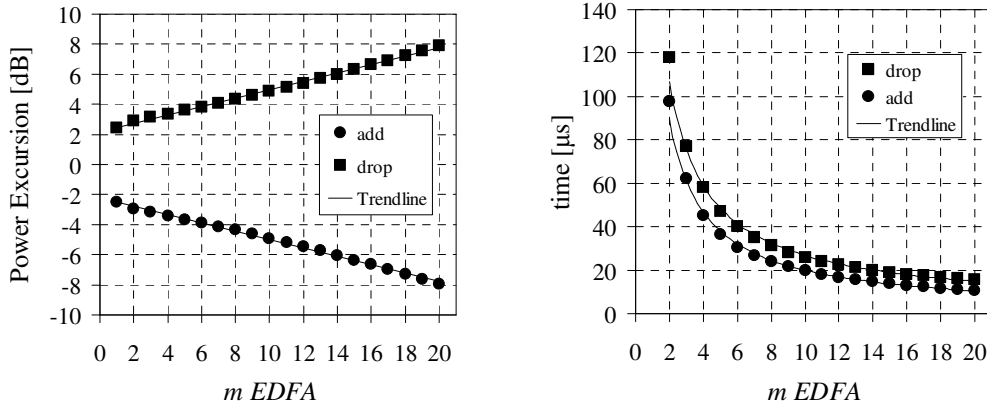 Power Excursion [dB]
10
8
6
4
2
0
-2
-4
-6
-8
-10
add
drop
Trendline
0 2 4 6 8 10 12 14 16 18 20
m EDFA
time [μs]
140
120
100
80
60
40
20
0
drop
add
Trendline
0 2 4 6 8 10 12 14 16 18 20
m EDFA